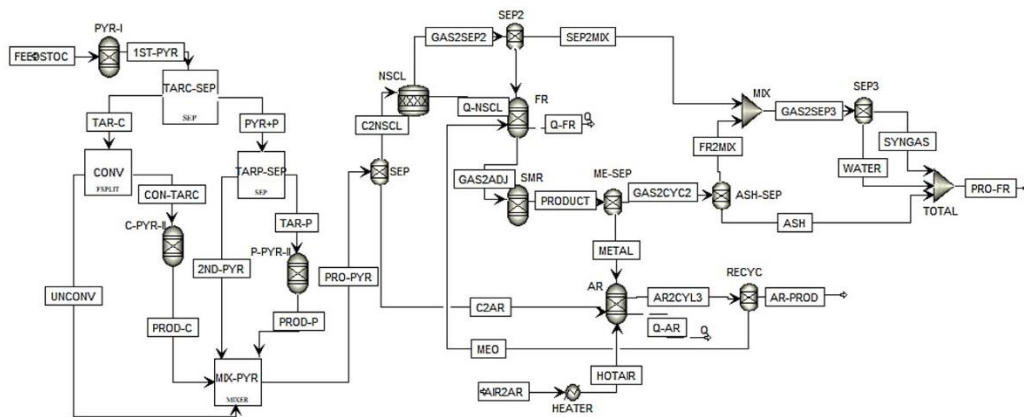 PYR-I
FEEDSTOC
1ST-PYR
TARC-SEP
SEP
TAR-C
PYR+P
CONV
FSPLIT
CON-TARC
TARP-SEP
SEP
C-PYR-II
TAR-P
P-PYR-II
UNCONV
2ND-PYR
PROD-C
PROD-P
MIX-PYR
MIXER
PRO-PYR
SEP
C2NSCL
NSCL
GAS2SEP2
SEP2
SEP2MIX
Q-NSCL
FR
Q-FR
Q
GAS2ADJ
SMR
PRODUCT
ME-SEP
GAS2CYC2
ASH-SEP
FR2MIX
MIX
GAS2SEP3
SEP3
SYNGAS
WATER
ASH
TOTAL
PRO-FR
METAL
C2AR
AR
AR2CYL3
RECYC
AR-PROD
Q-AR
Q
MEO
HOTAIR
AIR2AR
HEATER